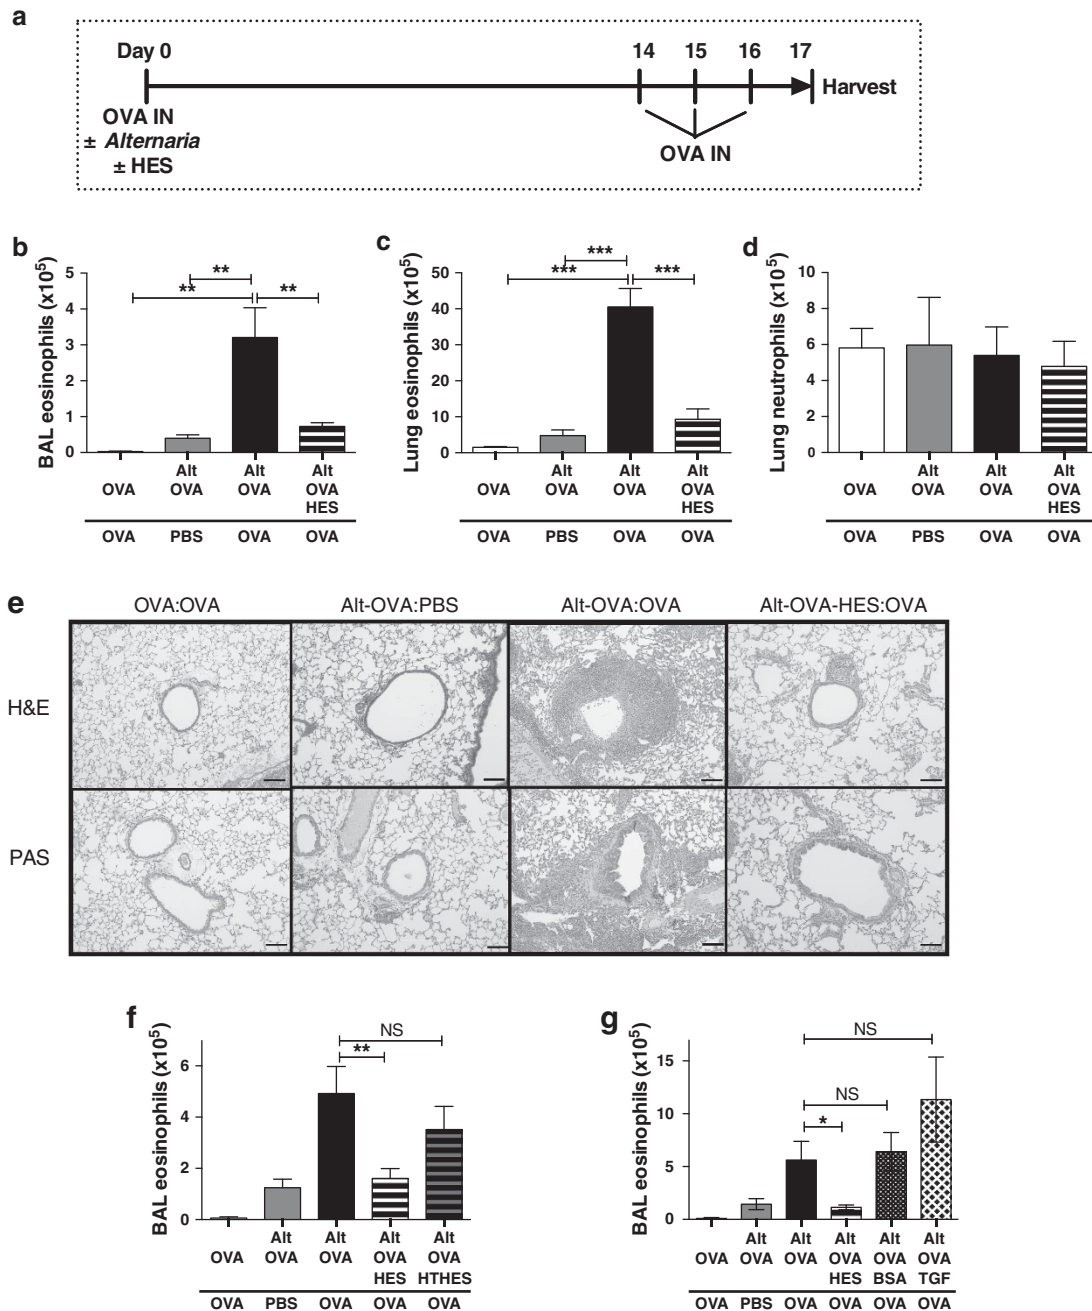 a
Day 0 14 15 16 17
Harvest
OVA IN
± Alternaria
± HES
OVA IN
b
BAL eosinophils (x10⁵)
5
4
3
2
1
0
** ** **
Alt Alt Alt
OVA OVA OVA OVA
HES
OVA PBS OVA OVA
c
Lung eosinophils (x10⁵)
50
40
30
20
10
0
*** *** ***
Alt Alt Alt
OVA OVA OVA OVA
HES
OVA PBS OVA OVA
d
Lung neutrophils (x10⁵)
10
8
6
4
2
0
Alt Alt Alt
OVA OVA OVA OVA
HES
OVA PBS OVA OVA
e
OVA:OVA Alt-OVA:PBS Alt-OVA:OVA Alt-OVA-HES:OVA
H&E
PAS
f
BAL eosinophils (x10⁵)
6
4
2
0
NS
**
Alt Alt Alt Alt
OVA OVA OVA OVA OVA
HES HTHES
OVA PBS OVA OVA OVA
g
BAL eosinophils (x10⁵)
15
10
5
0
NS
NS
*
Alt Alt Alt Alt Alt
OVA OVA OVA OVA OVA OVA
HES BSA TGF
OVA PBS OVA OVA OVA OVA